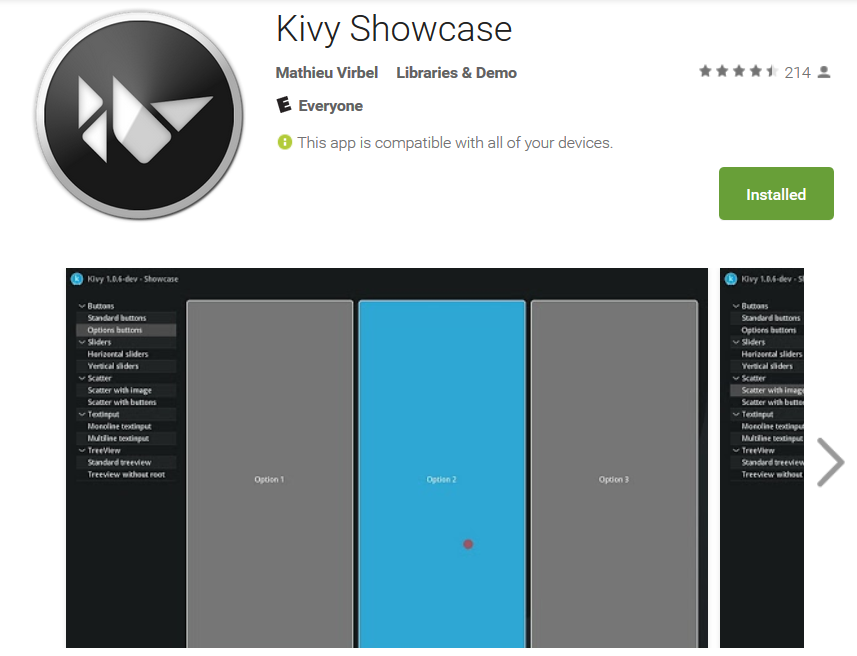 Kivy Showcase
Mathieu Virbel Libraries & Demo
214
E Everyone
This app is compatible with all of your devices.
Installed
k Kivy 1.0.6-dev - Showcase
Buttons
Standard buttons
Options buttons
Sliders
Horizontal sliders
Vertical sliders
Scatter
Scatter with image
Scatter with buttons
Textinput
Monoline textinput
Multiline textinput
TreeView
Standard treeview
Treeview without root
Option 1
Option 2
Option 3
k Kivy 1.0.6-dev - S
Buttons
Standard buttons
Options buttons
Sliders
Horizontal sliders
Vertical sliders
Scatter
Scatter with imag
Scatter with butto
Textinput
Monoline textinput
Multiline textinput
TreeView
Standard treeview
Treeview without